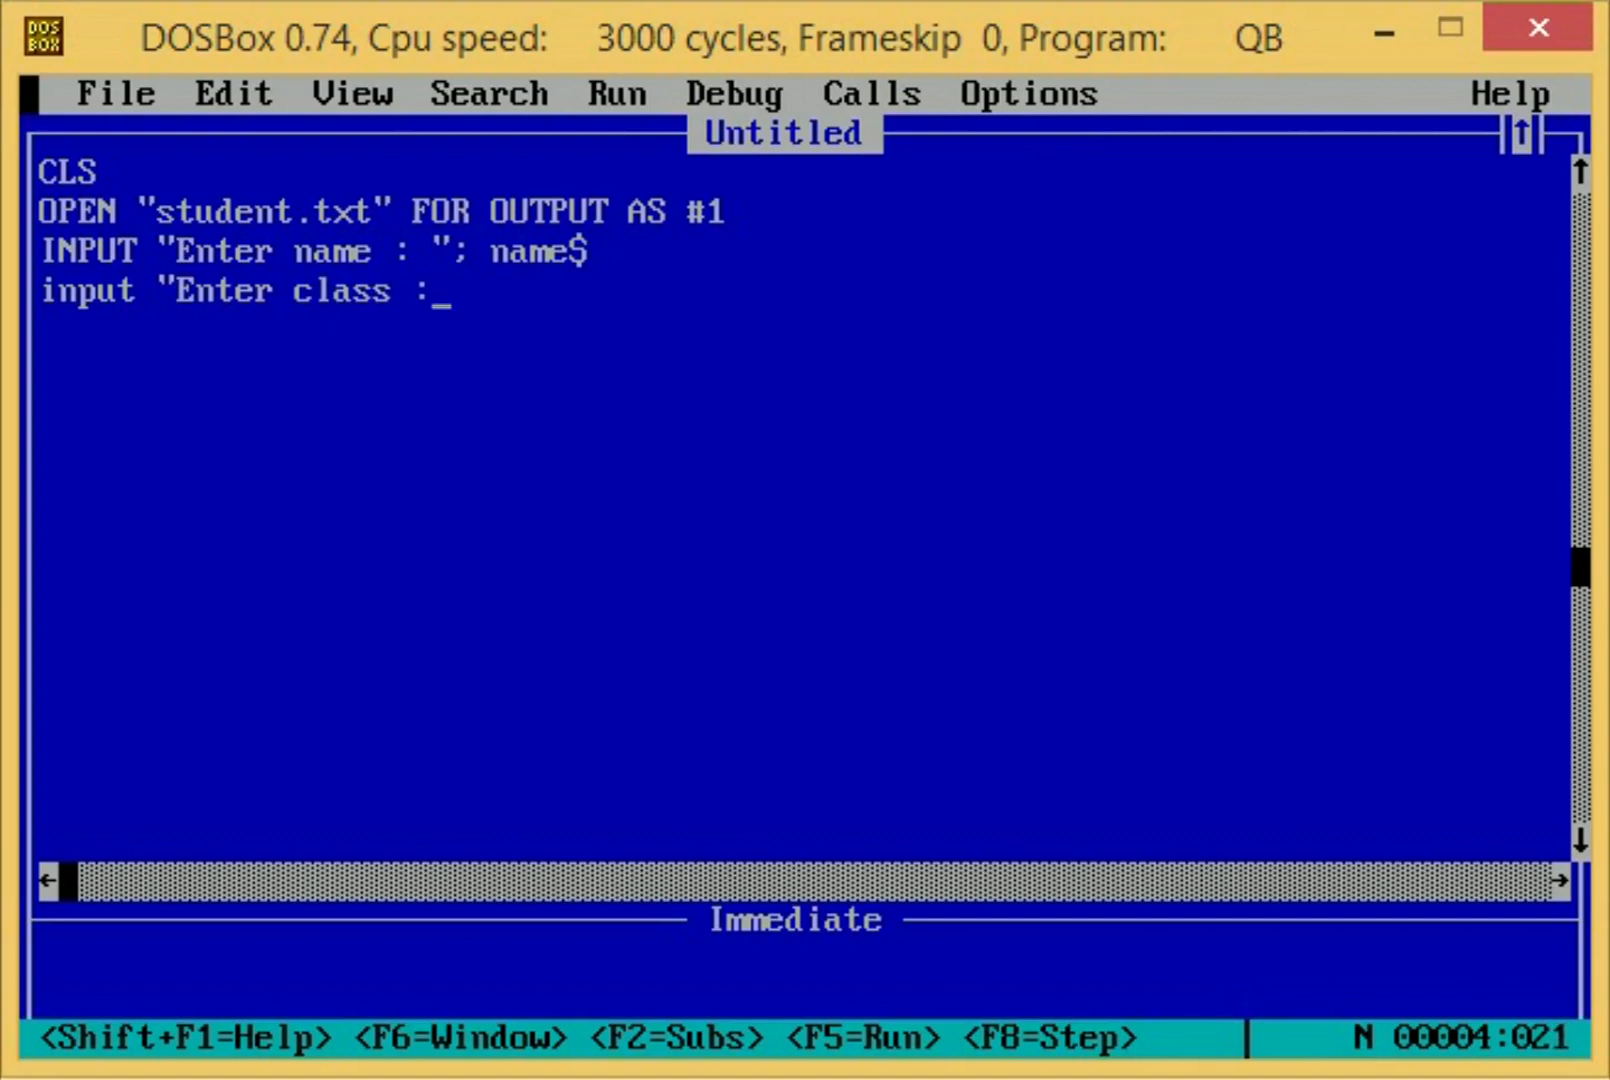 DOS
BOX
DOSBox 0.74, Cpu speed: 3000 cycles, Frameskip 0, Program: QB
File Edit View Search Run Debug Calls Options Help
Untitled
CLS
OPEN "student.txt" FOR OUTPUT AS #1
INPUT "Enter name : "; name$
input "Enter class :_
Immediate
<Shift+F1=Help> <F6=Window> <F2=Subs> <F5=Run> <F8=Step> N 00004:021